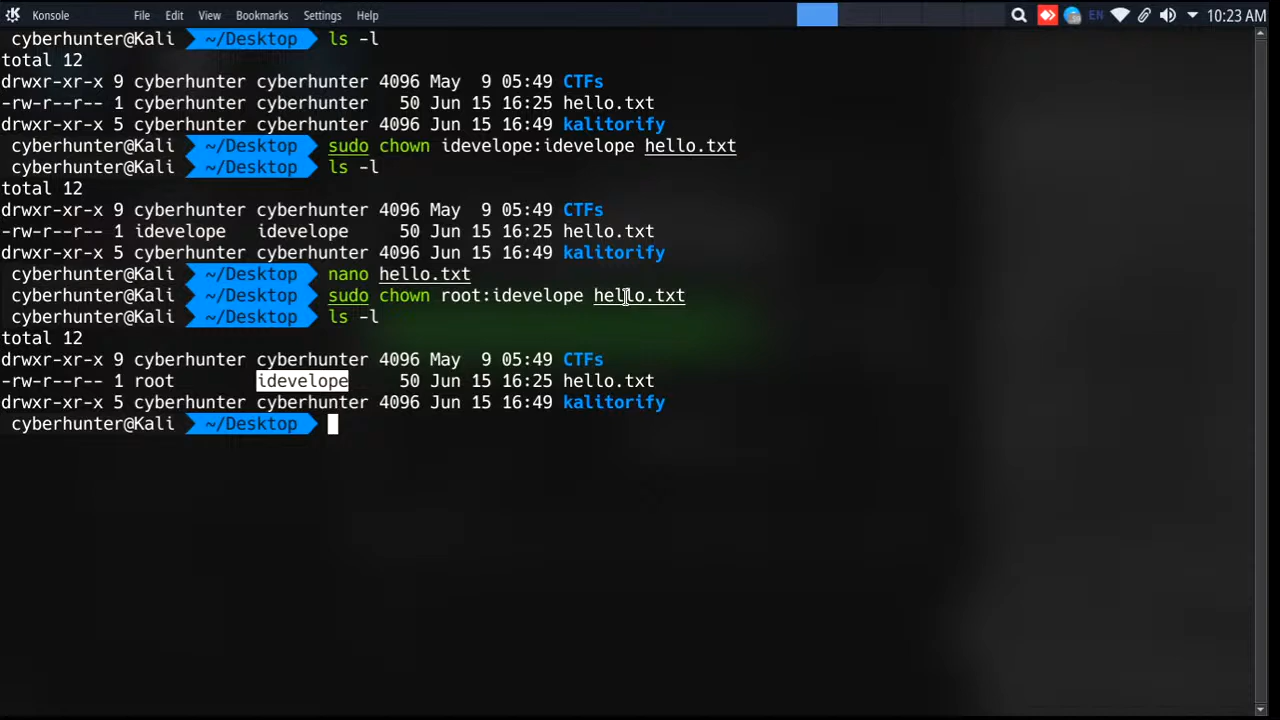 Konsole File Edit View Bookmarks Settings Help EN 10:23 AM
cyberhunter@Kali ~/Desktop ls -l
total 12
drwxr-xr-x 9 cyberhunter cyberhunter 4096 May  9 05:49 CTFs
-rw-r--r-- 1 cyberhunter cyberhunter   50 Jun 15 16:25 hello.txt
drwxr-xr-x 5 cyberhunter cyberhunter 4096 Jun 15 16:49 kalitorify
cyberhunter@Kali ~/Desktop sudo chown idevelope:idevelope hello.txt
cyberhunter@Kali ~/Desktop ls -l
total 12
drwxr-xr-x 9 cyberhunter cyberhunter 4096 May  9 05:49 CTFs
-rw-r--r-- 1 idevelope   idevelope     50 Jun 15 16:25 hello.txt
drwxr-xr-x 5 cyberhunter cyberhunter 4096 Jun 15 16:49 kalitorify
cyberhunter@Kali ~/Desktop nano hello.txt
cyberhunter@Kali ~/Desktop sudo chown root:idevelope hello.txt
cyberhunter@Kali ~/Desktop ls -l
total 12
drwxr-xr-x 9 cyberhunter cyberhunter 4096 May  9 05:49 CTFs
-rw-r--r-- 1 root        idevelope     50 Jun 15 16:25 hello.txt
drwxr-xr-x 5 cyberhunter cyberhunter 4096 Jun 15 16:49 kalitorify
cyberhunter@Kali ~/Desktop